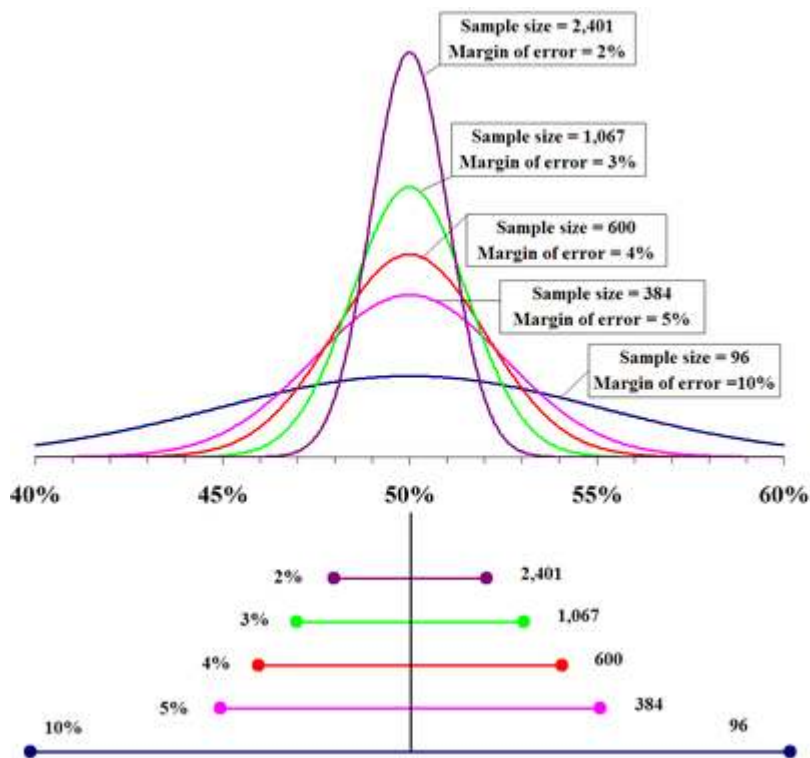 Sample size = 2,401
Margin of error = 2%
Sample size = 1,067
Margin of error = 3%
Sample size = 600
Margin of error = 4%
Sample size = 384
Margin of error = 5%
Sample size = 96
Margin of error =10%
40% 45% 50% 55% 60%
2% 2,401
3% 1,067
4% 600
5% 384
10% 96